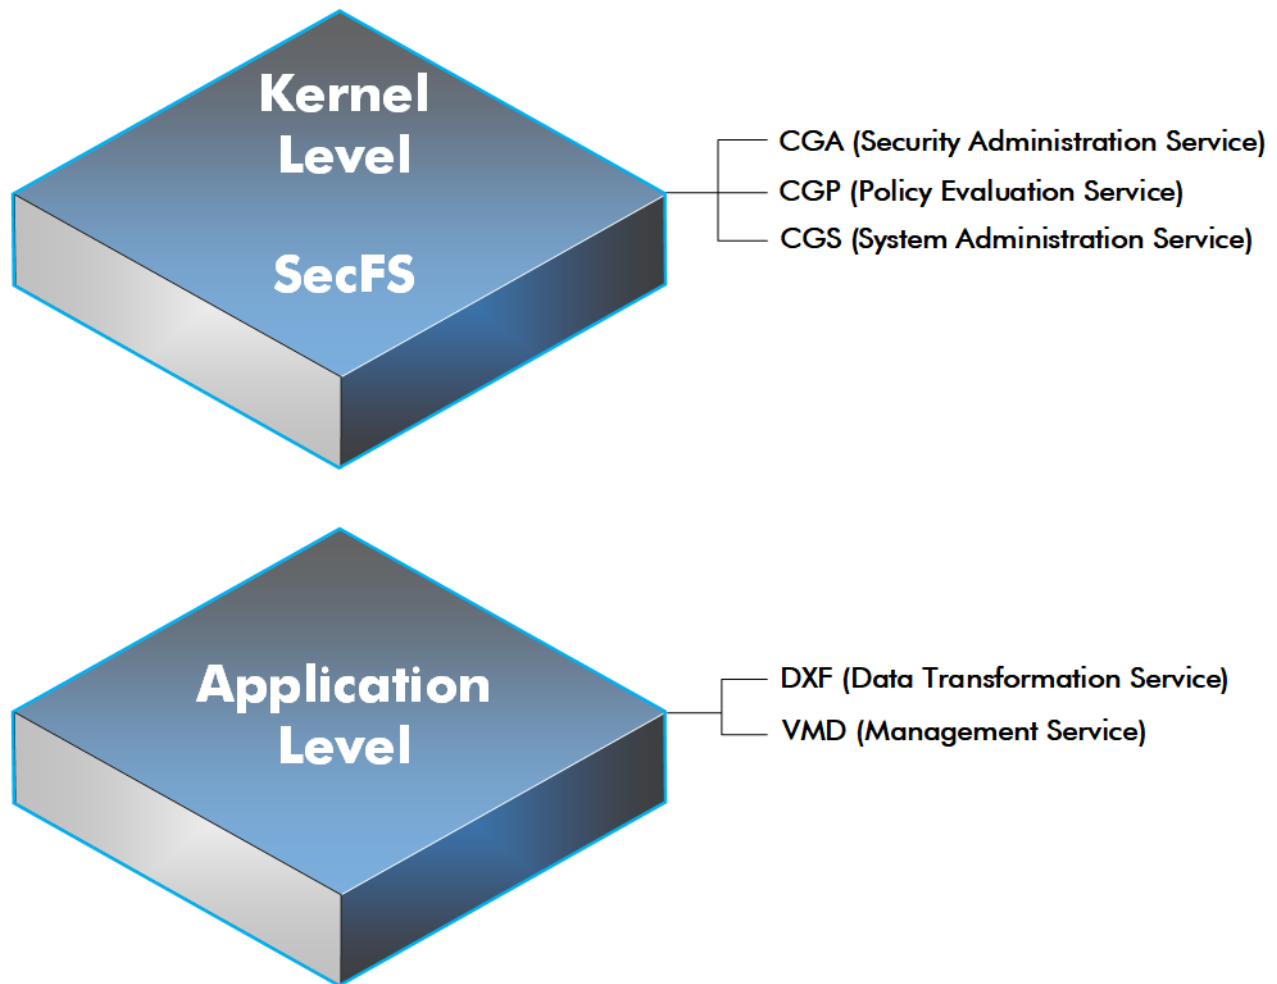 Kernel
Level
SecFS
CGA (Security Administration Service)
CGP (Policy Evaluation Service)
CGS (System Administration Service)
Application
Level
DXF (Data Transformation Service)
VMD (Management Service)